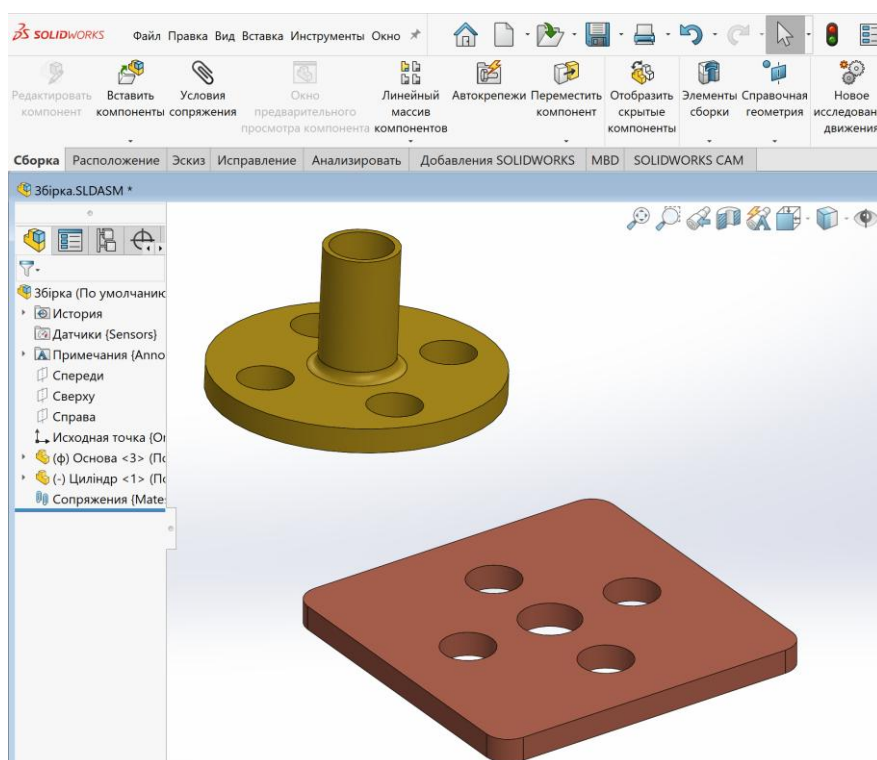 SOLIDWORKS Файл Правка Вид Вставка Инструменты Окно
Редактировать компонент
Вставить компоненты
Условия сопряжения
Окно предварительного просмотра компонента
Линейный массив компонентов
Автокрепежи
Переместить компонент
Отобразить скрытые компоненты
Элементы сборки
Справочная геометрия
Новое исследован движения
Сборка Расположение Эскиз Исправление Анализировать Добавления SOLIDWORKS MBD SOLIDWORKS CAM
Збірка.SLDASM *
Збірка (По умолчаник
История
Датчики {Sensors}
Примечания {Anno
Спереди
Сверху
Справа
Исходная точка {Or
(ф) Основа <3> (По
(-) Циліндр <1> (По
Сопряжения {Mate: